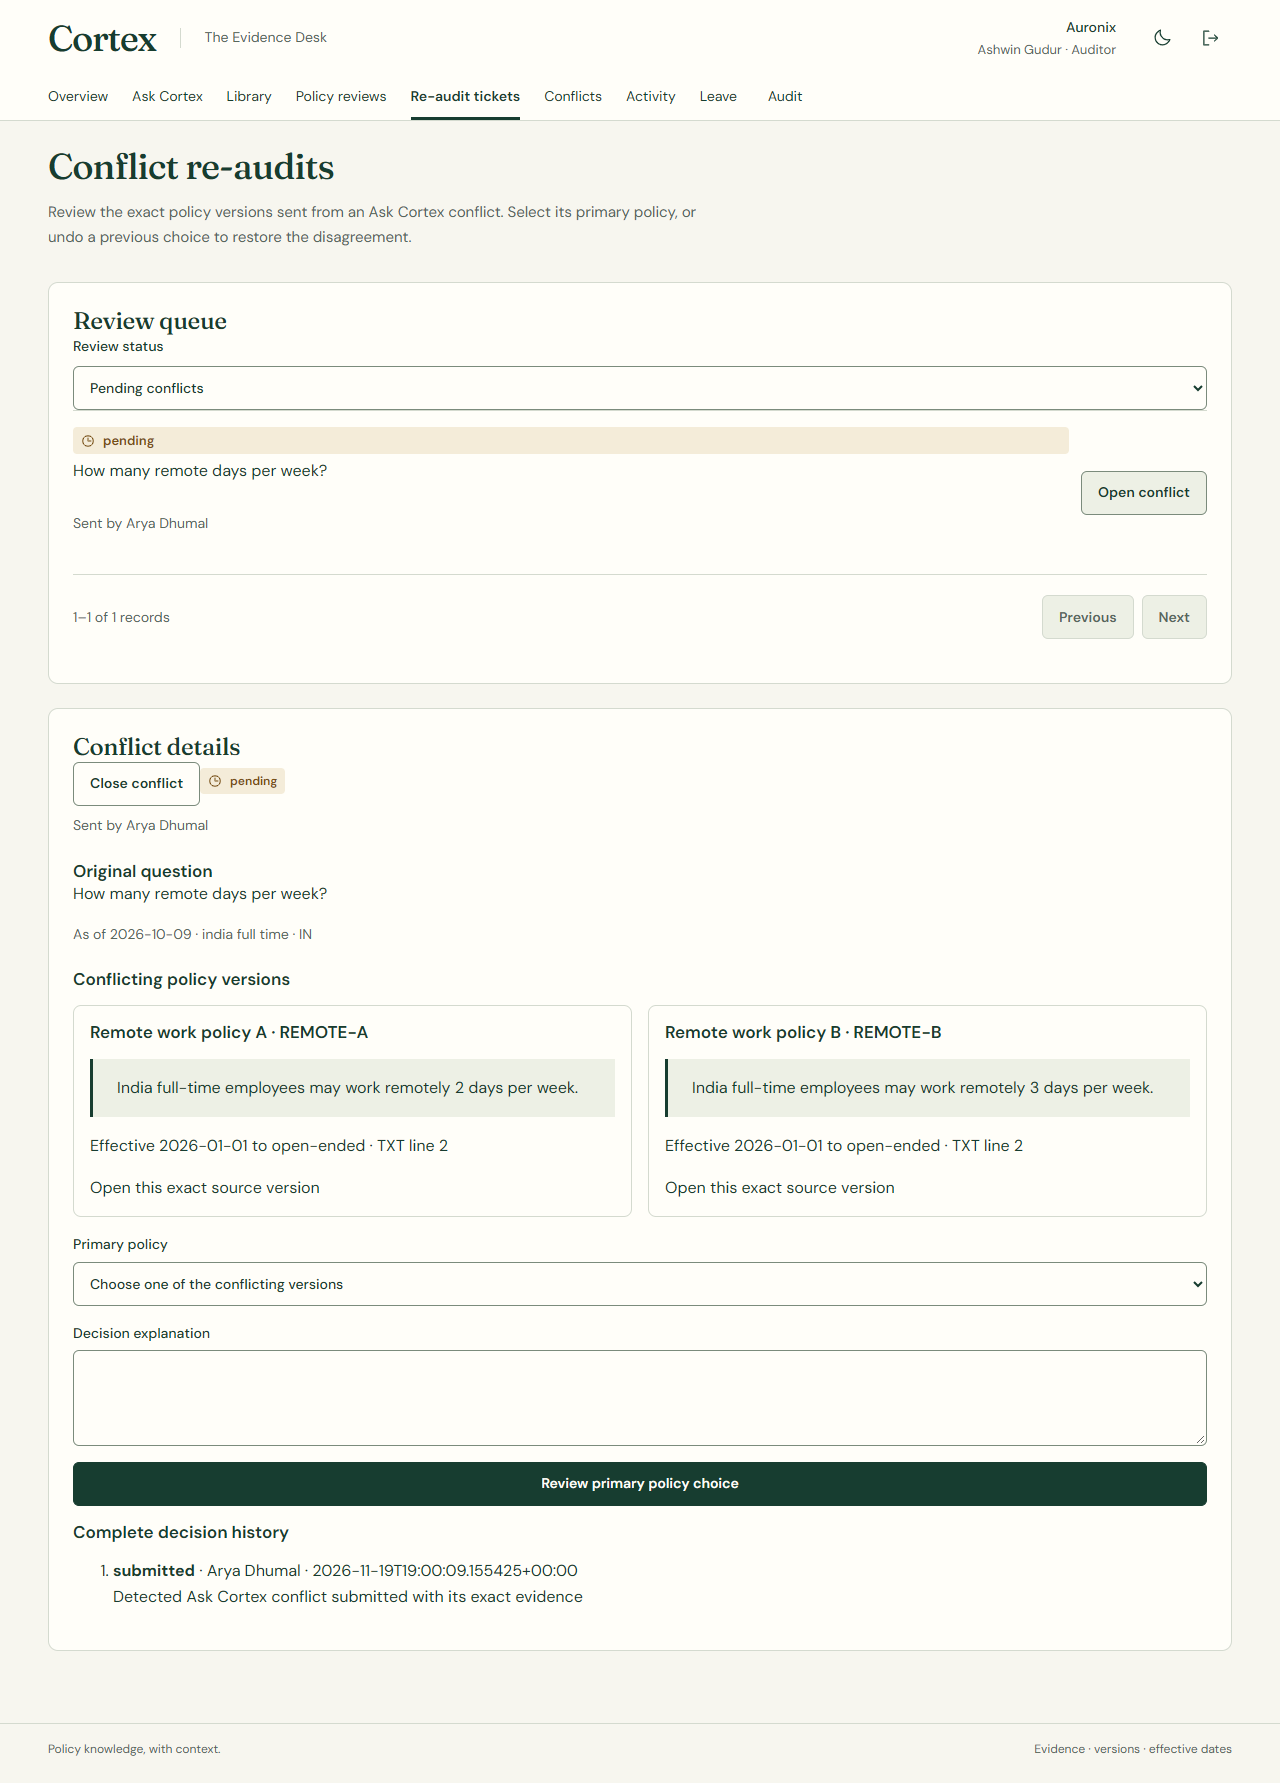 Cortex
The Evidence Desk
Auronix
Ashwin Gudur · Auditor
Overview Ask Cortex Library Policy reviews Re-audit tickets Conflicts Activity Leave Audit
Conflict re-audits
Review the exact policy versions sent from an Ask Cortex conflict. Select its primary policy, or
undo a previous choice to restore the disagreement.
Review queue
Review status
Pending conflicts
pending
How many remote days per week?
Open conflict
Sent by Arya Dhumal
1–1 of 1 records
Previous Next
Conflict details
Close conflict pending
Sent by Arya Dhumal
Original question
How many remote days per week?
As of 2026-10-09 · india full time · IN
Conflicting policy versions
Remote work policy A · REMOTE-A
India full-time employees may work remotely 2 days per week.
Effective 2026-01-01 to open-ended · TXT line 2
Open this exact source version
Remote work policy B · REMOTE-B
India full-time employees may work remotely 3 days per week.
Effective 2026-01-01 to open-ended · TXT line 2
Open this exact source version
Primary policy
Choose one of the conflicting versions
Decision explanation
Review primary policy choice
Complete decision history
1. submitted · Arya Dhumal · 2026-11-19T19:00:09.155425+00:00
Detected Ask Cortex conflict submitted with its exact evidence
Policy knowledge, with context.
Evidence · versions · effective dates